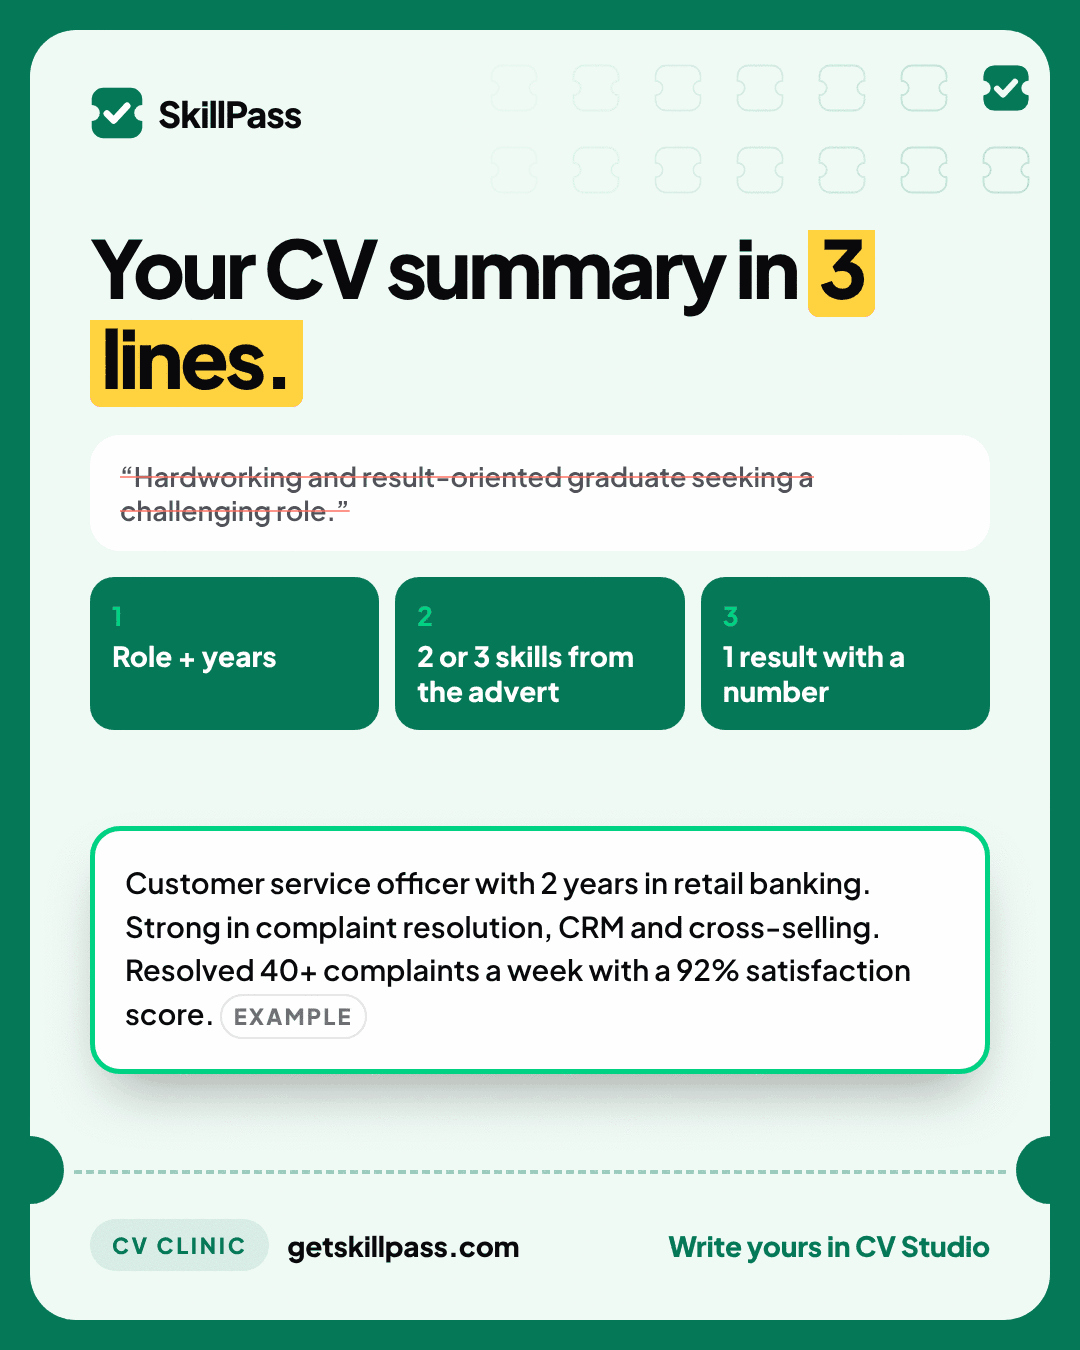 SkillPass
Your CV summary in 3
lines.
“Hardworking and result-oriented graduate seeking a
challenging role.”
1
Role + years
2
2 or 3 skills from
the advert
3
1 result with a
number
Customer service officer with 2 years in retail banking.
Strong in complaint resolution, CRM and cross-selling.
Resolved 40+ complaints a week with a 92% satisfaction
score. EXAMPLE
CV CLINIC getskillpass.com Write yours in CV Studio